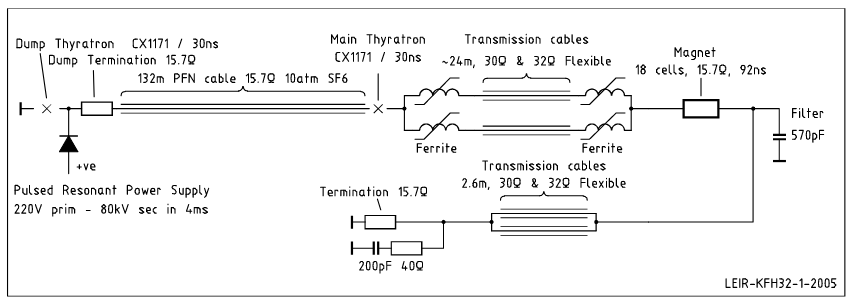 Dump Thyratron CX1171 / 30ns
Dump Termination 15.7Ω
132m PFN cable 15.7Ω 10atm SF6
Main Thyratron
CX1171 / 30ns
Transmission cables
~24m, 30Ω & 32Ω Flexible
Magnet
18 cells, 15.7Ω, 92ns
Filter
570pF
Ferrite
Ferrite
+ve
Pulsed Resonant Power Supply
220V prim - 80kV sec in 4ms
Transmission cables
2.6m, 30Ω & 32Ω Flexible
Termination 15.7Ω
200pF 40Ω
LEIR-KFH32-1-2005